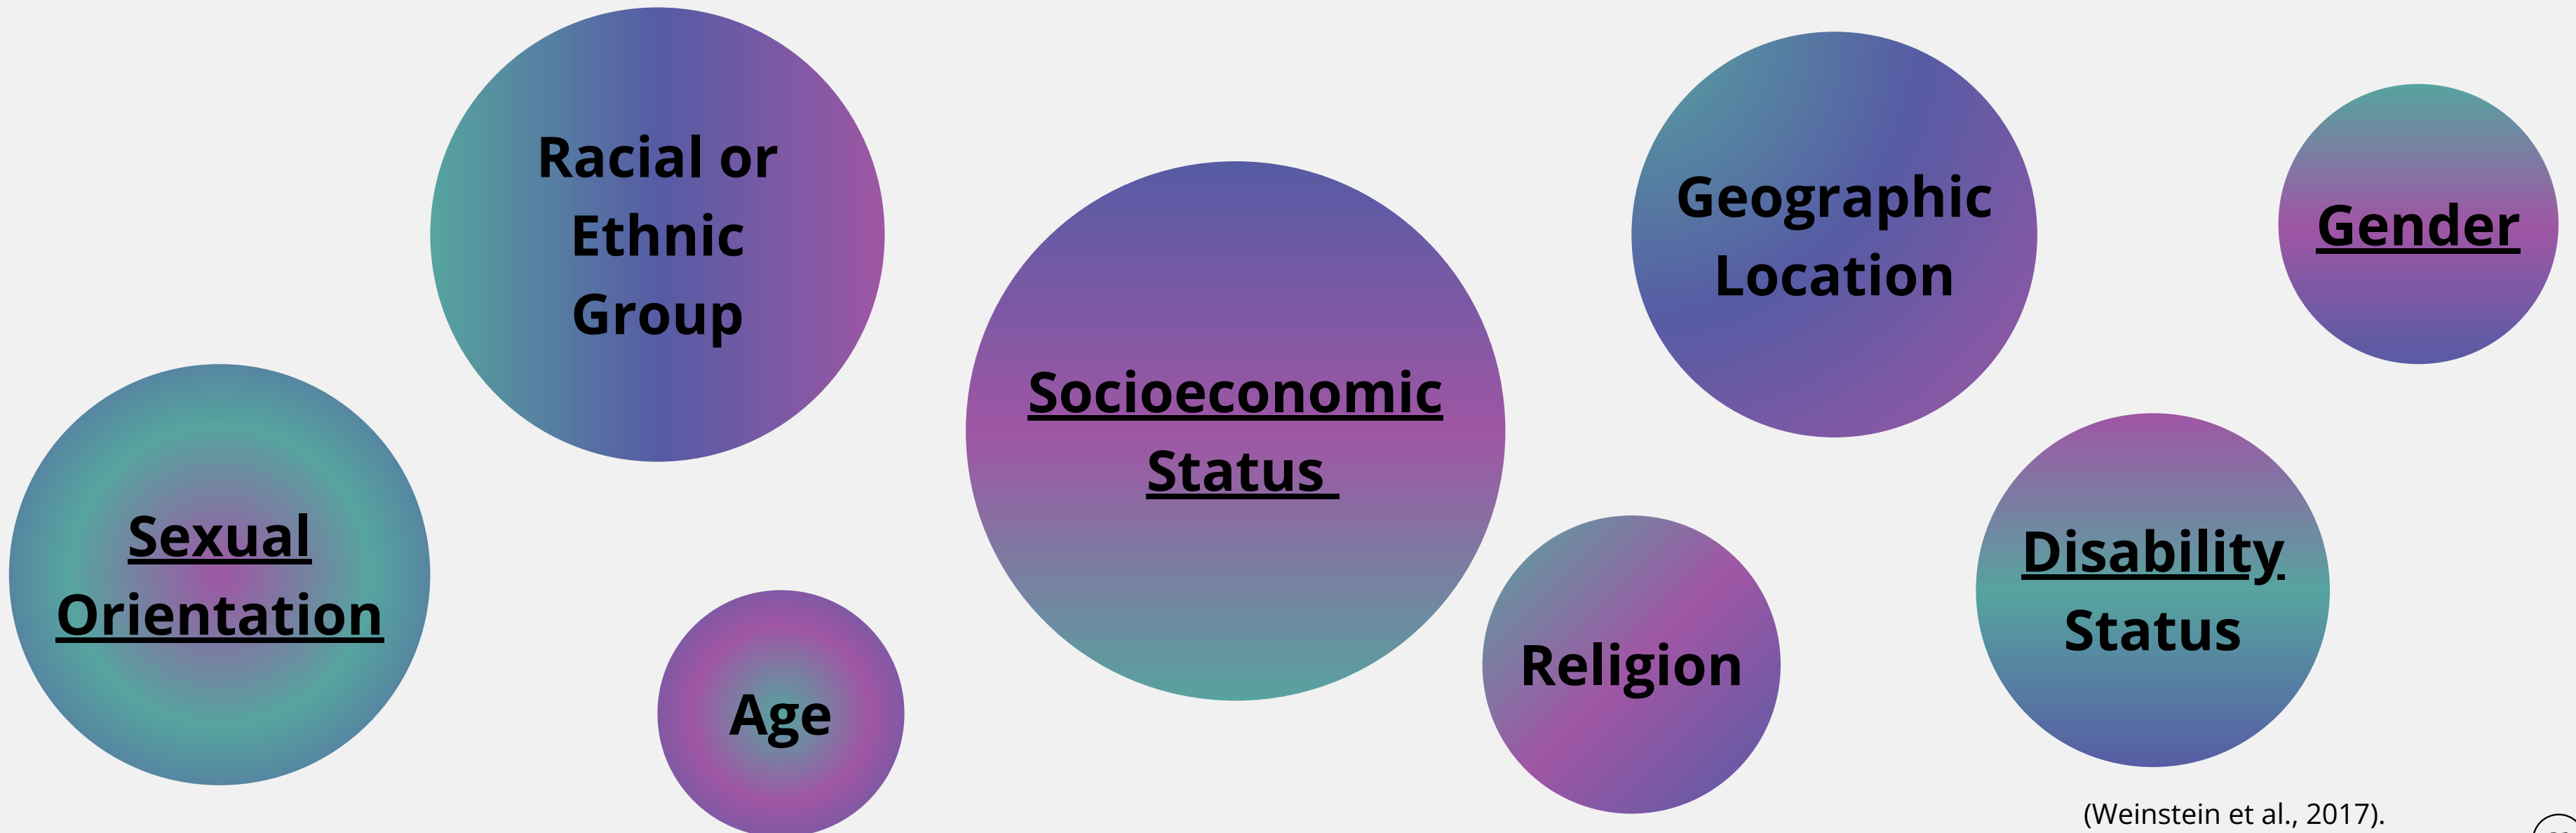 Racial or
Ethnic
Group
Geographic
Location
Gender
Socioeconomic
Status
Sexual
Orientation
Age
Religion
Disability
Status
(Weinstein et al., 2017).